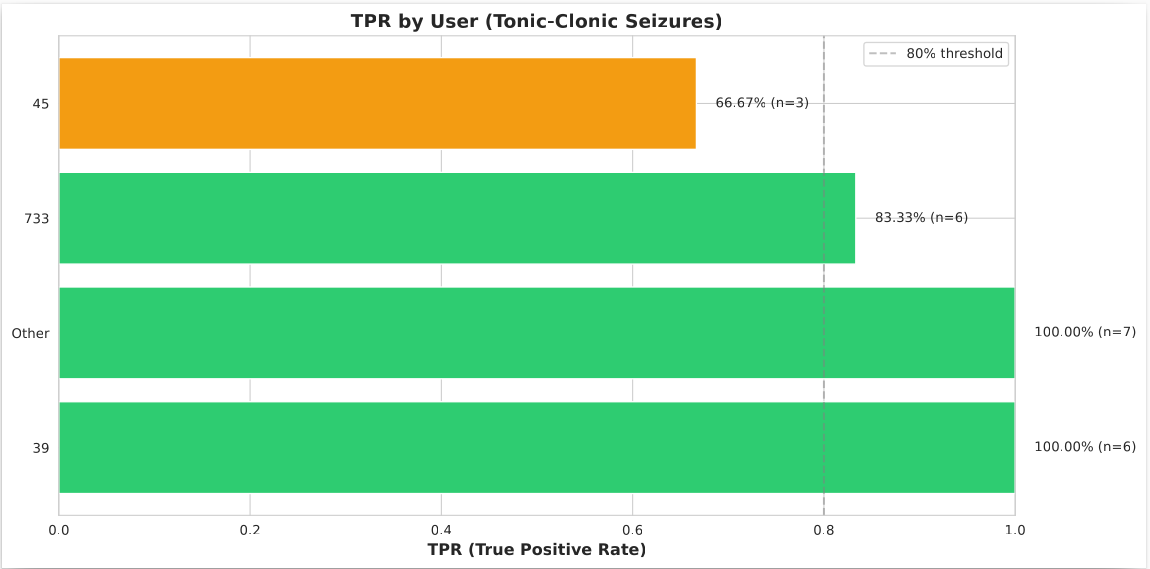 TPR by User (Tonic-Clonic Seizures)
80% threshold
45
66.67% (n=3)
733
83.33% (n=6)
Other
100.00% (n=7)
39
100.00% (n=6)
0.0 0.2 0.4 0.6 0.8 1.0
TPR (True Positive Rate)